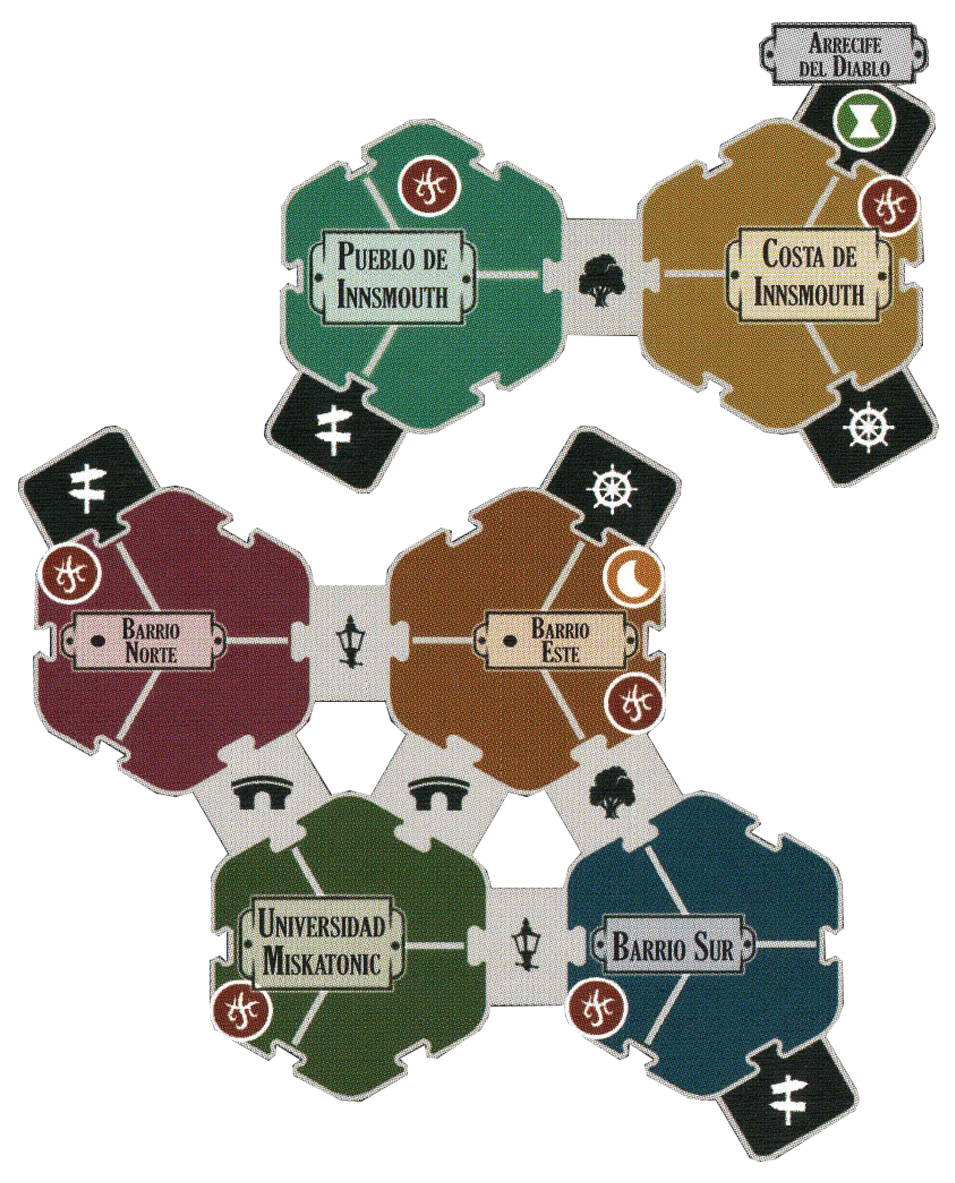 ARRECIFE
DEL DIABLO
PUEBLO DE
INNSMOUTH
COSTA DE
INNSMOUTH
BARRIO
NORTE
BARRIO
ESTE
UNIVERSIDAD
MISKATONIC
BARRIO SUR